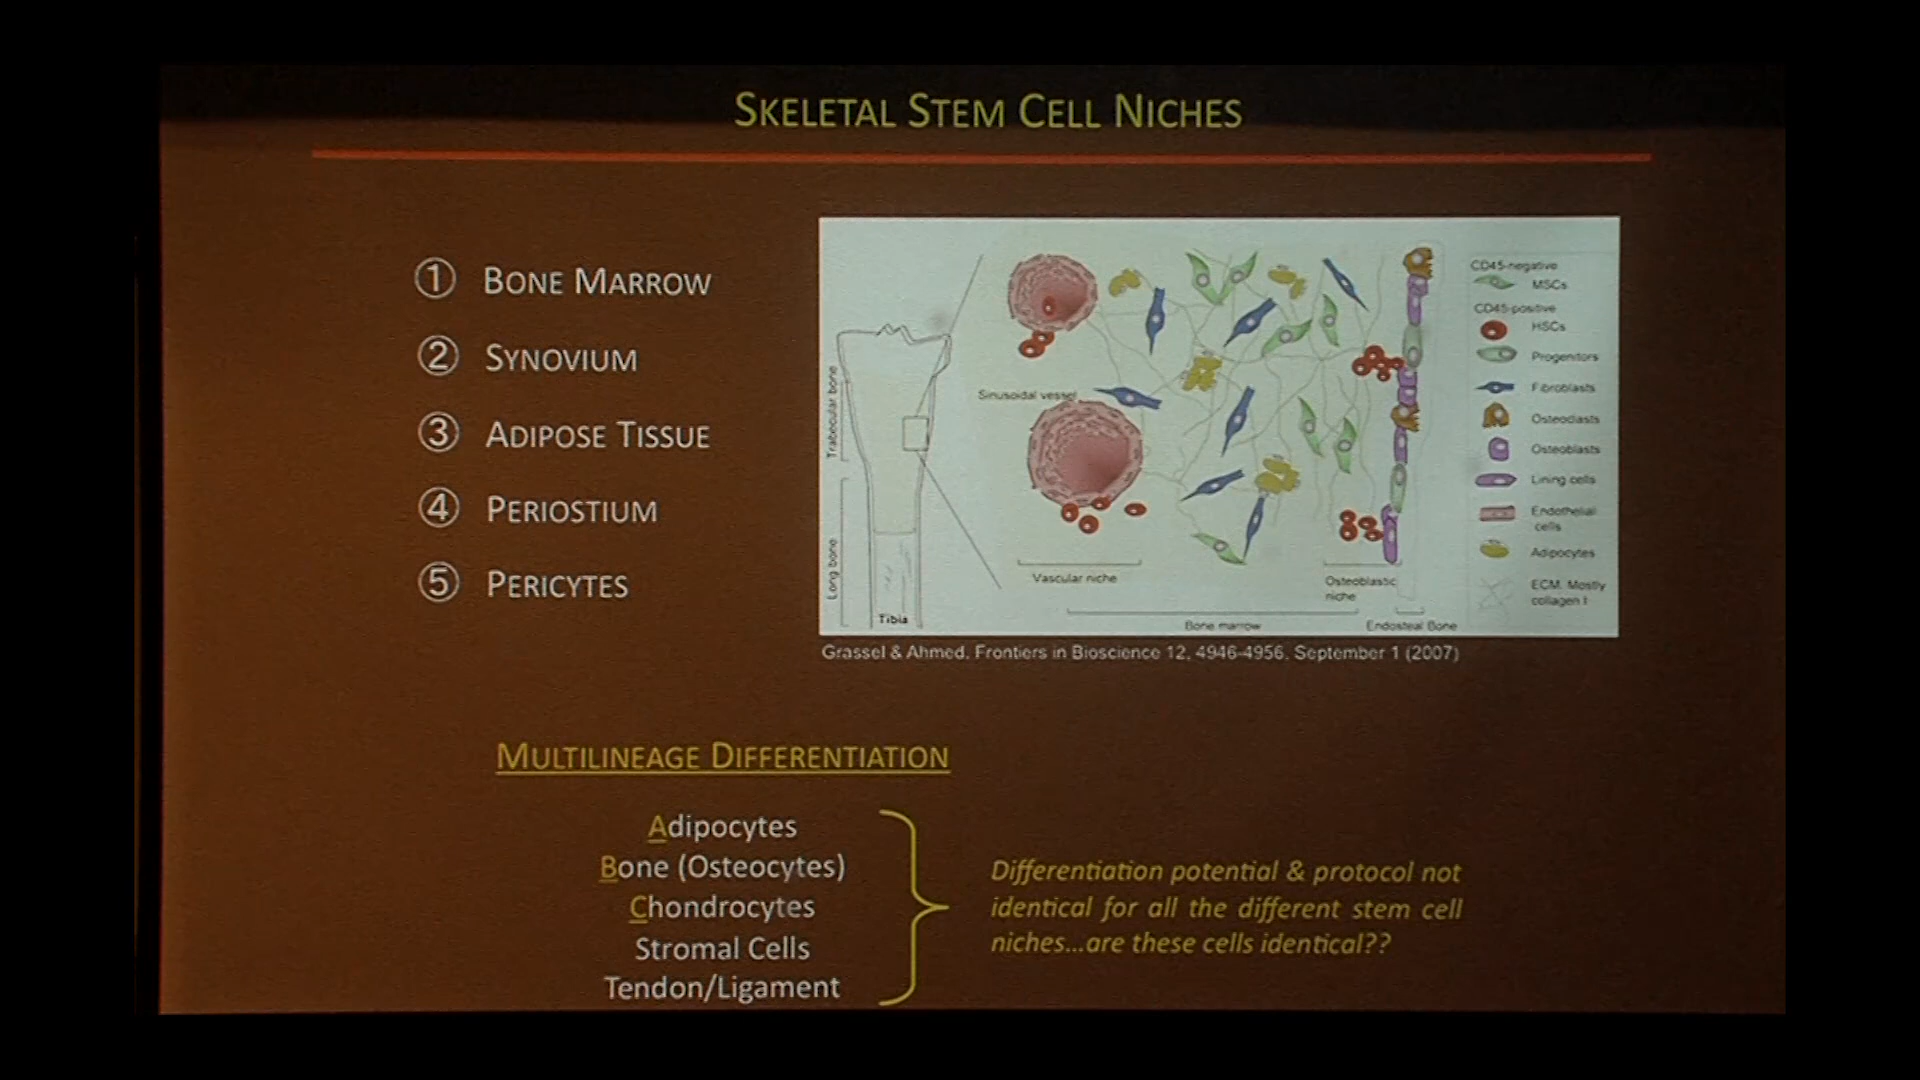 SKELETAL STEM CELL NICHES
① BONE MARROW
② SYNOVIUM
③ ADIPOSE TISSUE
④ PERIOSTIUM
⑤ PERICYTES
Trabecular bone
Long bone
Tibia
Sinusoidal vessel
Vascular niche
Osteoblastic
niche
Bone marrow
Endosteal Bone
CD45-negative
MSCs
CD45-positive
HSCs
Progenitors
Fibroblasts
Osteoclasts
Osteoblasts
Lining cells
Endothelial
cells
Adipocytes
ECM. Mostly
collagen I
Grassel & Ahmed. Frontiers in Bioscience 12, 4946-4956. September 1 (2007)
MULTILINEAGE DIFFERENTIATION
Adipocytes
Bone (Osteocytes)
Chondrocytes
Stromal Cells
Tendon/Ligament
Differentiation potential & protocol not
identical for all the different stem cell
niches...are these cells identical??